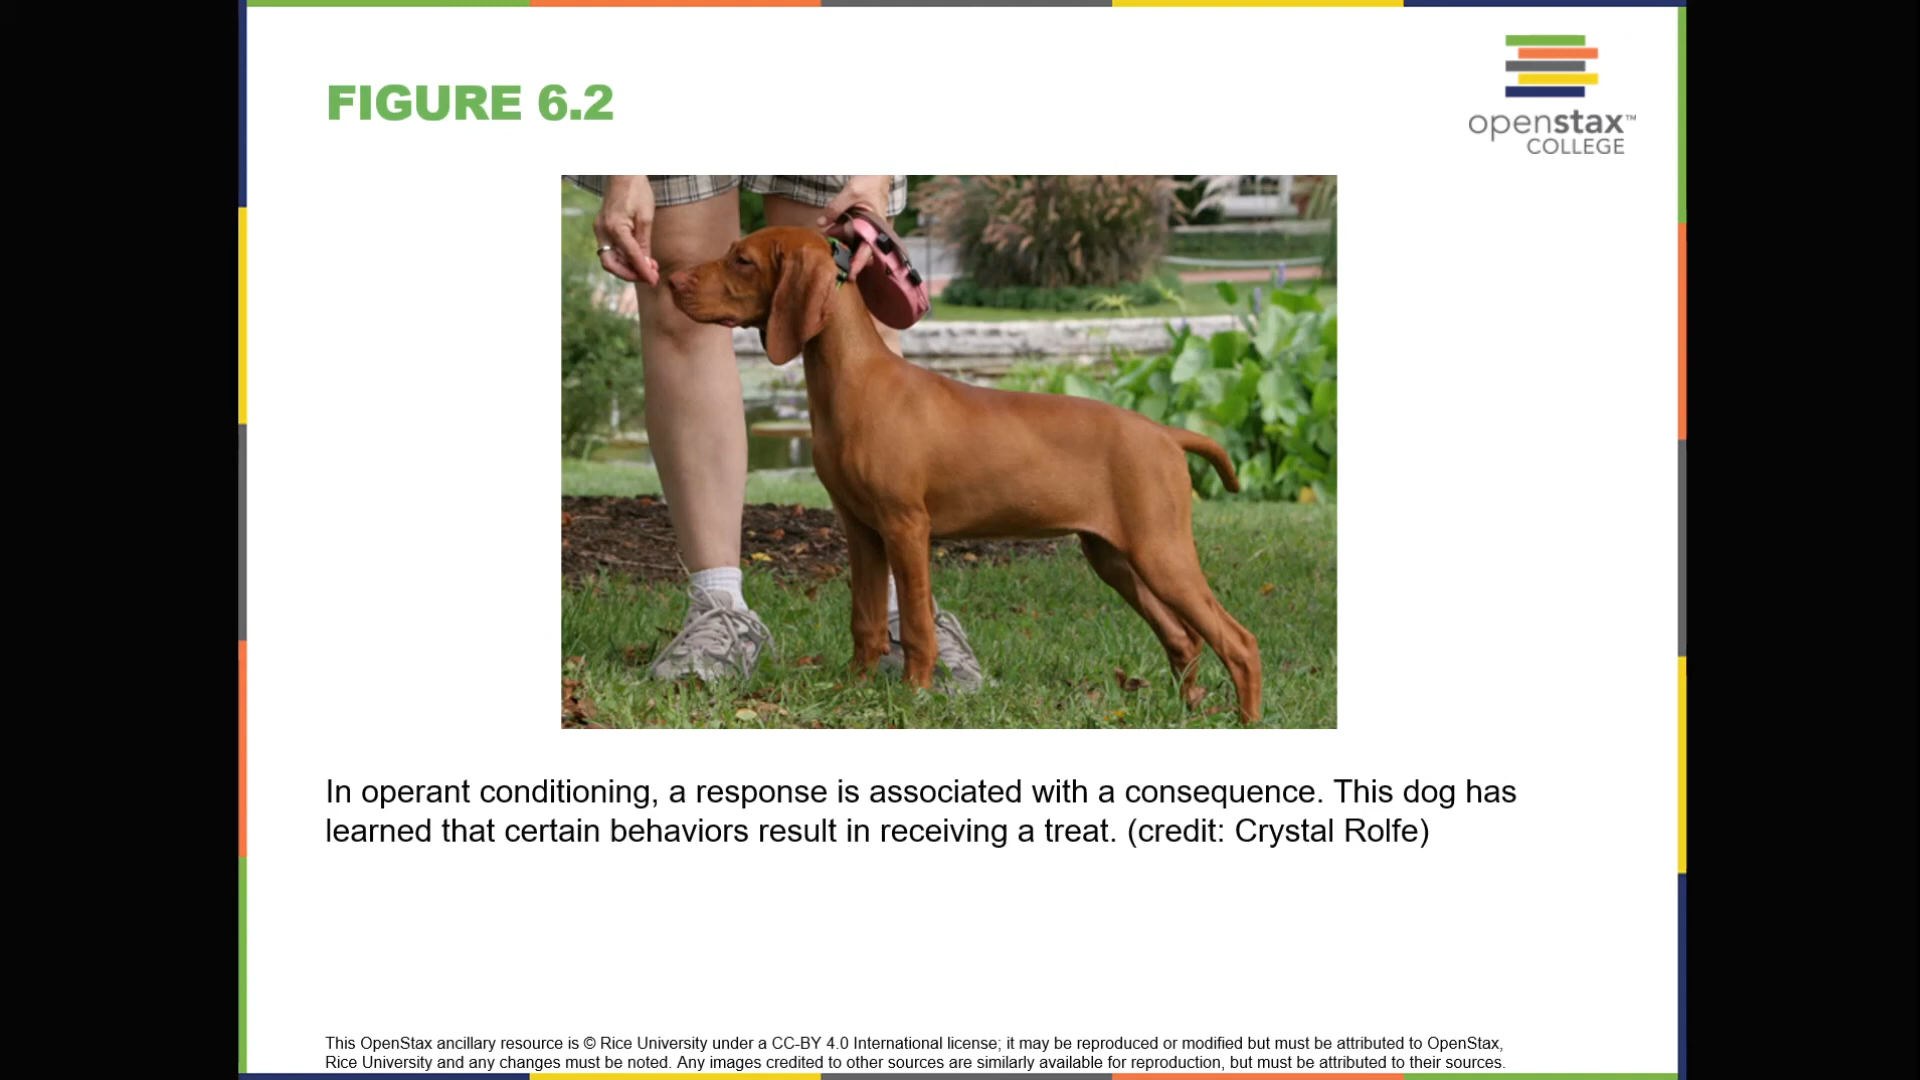 FIGURE 6.2
openstax™
COLLEGE
In operant conditioning, a response is associated with a consequence. This dog has
learned that certain behaviors result in receiving a treat. (credit: Crystal Rolfe)
This OpenStax ancillary resource is © Rice University under a CC-BY 4.0 International license; it may be reproduced or modified but must be attributed to OpenStax,
Rice University and any changes must be noted. Any images credited to other sources are similarly available for reproduction, but must be attributed to their sources.